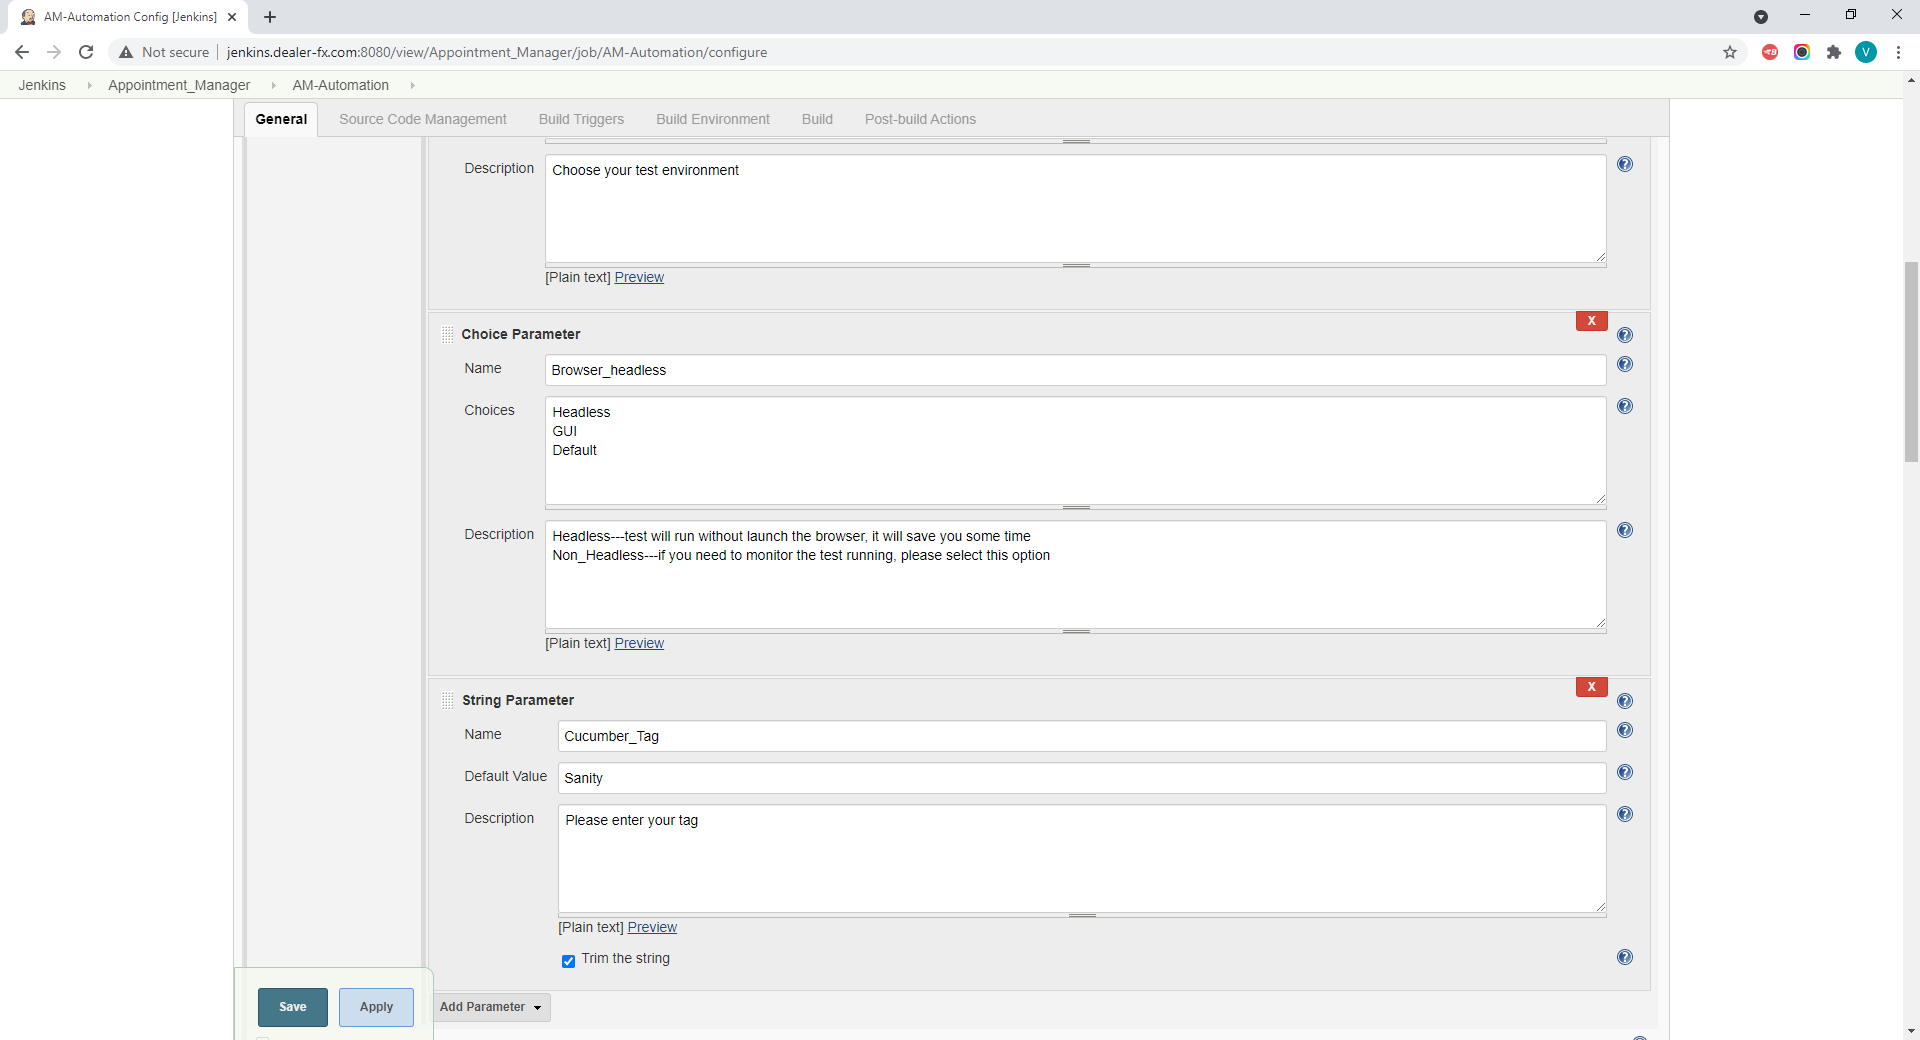 AM-Automation Config [Jenkins]
Not secure
jenkins.dealer-fx.com:8080/view/Appointment_Manager/job/AM-Automation/configure
V
Jenkins
Appointment_Manager
AM-Automation
General
Source Code Management
Build Triggers
Build Environment
Build
Post-build Actions
Description
Choose your test environment
[Plain text] Preview
X
Choice Parameter
Name
Browser_headless
Choices
Headless
GUI
Default
Description
Headless---test will run without launch the browser, it will save you some time
Non_Headless---if you need to monitor the test running, please select this option
[Plain text] Preview
X
String Parameter
Name
Cucumber_Tag
Default Value
Sanity
Description
Please enter your tag
[Plain text] Preview
Trim the string
Save
Apply
Add Parameter